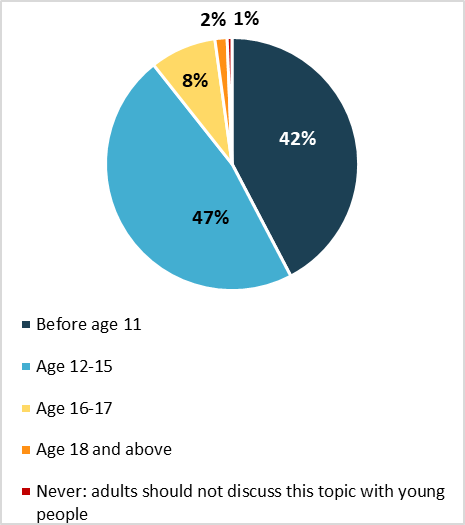 2% 1%
8%
42%
47%
Before age 11
Age 12-15
Age 16-17
Age 18 and above
Never: adults should not discuss this topic with young
people